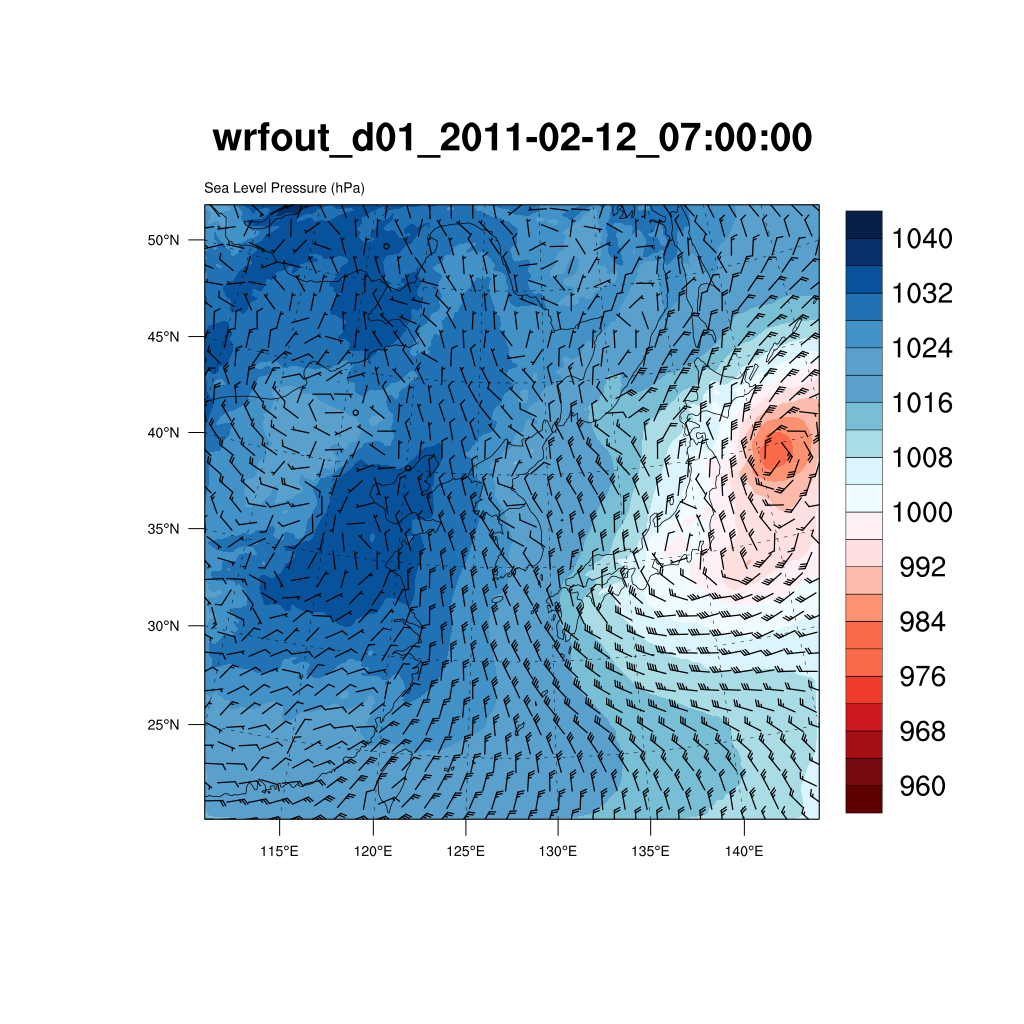 wrfout_d01_2011-02-12_07:00:00
Sea Level Pressure (hPa)
50°N
45°N
40°N
35°N
30°N
25°N
115°E
120°E
125°E
130°E
135°E
140°E
1040
1032
1024
1016
1008
1000
992
984
976
968
960